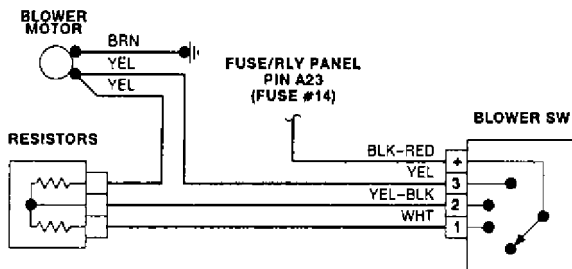 BLOWER
MOTOR
BRN
YEL
YEL
FUSE/RLY PANEL
PIN A23
(FUSE #14)
BLOWER SW
RESISTORS
BLK-RED
+
YEL
3
YEL-BLK
2
WHT
1